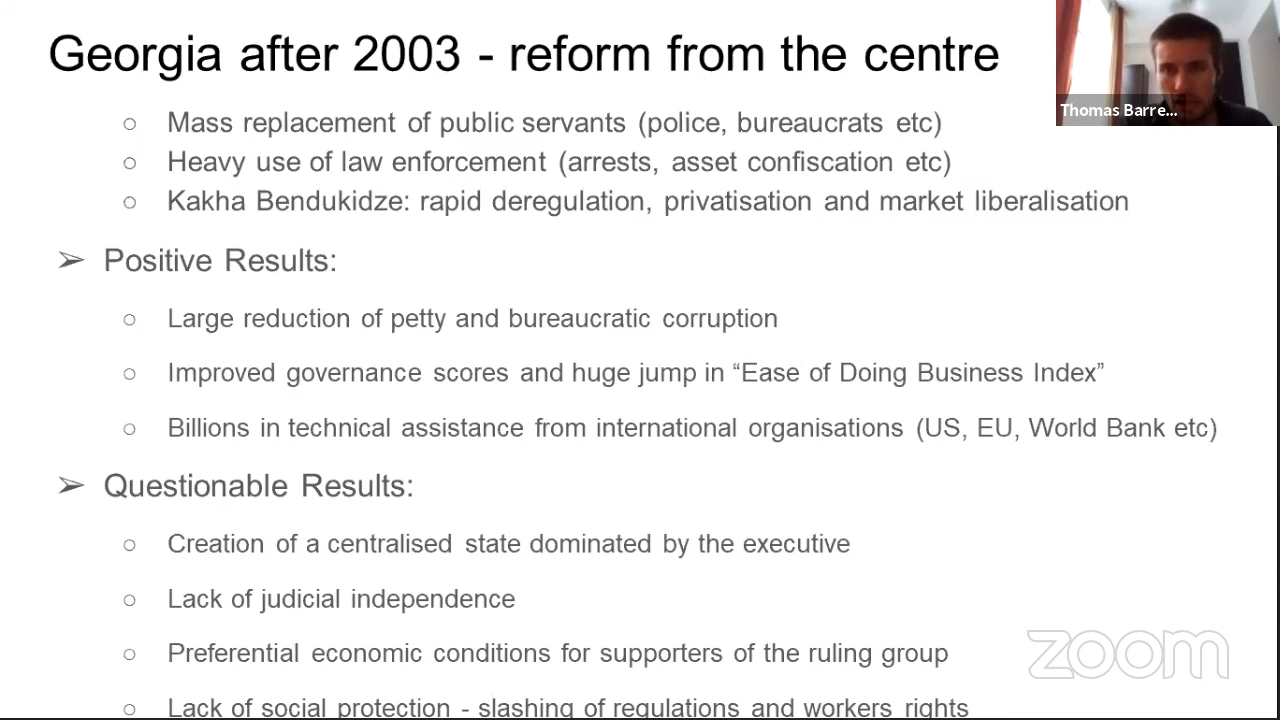 Georgia after 2003 - reform from the centre
Thomas Barre...
○ Mass replacement of public servants (police, bureaucrats etc)
○ Heavy use of law enforcement (arrests, asset confiscation etc)
○ Kakha Bendukidze: rapid deregulation, privatisation and market liberalisation
➢ Positive Results:
○ Large reduction of petty and bureaucratic corruption
○ Improved governance scores and huge jump in “Ease of Doing Business Index”
○ Billions in technical assistance from international organisations (US, EU, World Bank etc)
➢ Questionable Results:
○ Creation of a centralised state dominated by the executive
○ Lack of judicial independence
○ Preferential economic conditions for supporters of the ruling group
zoom
○ Lack of social protection - slashing of regulations and workers rights